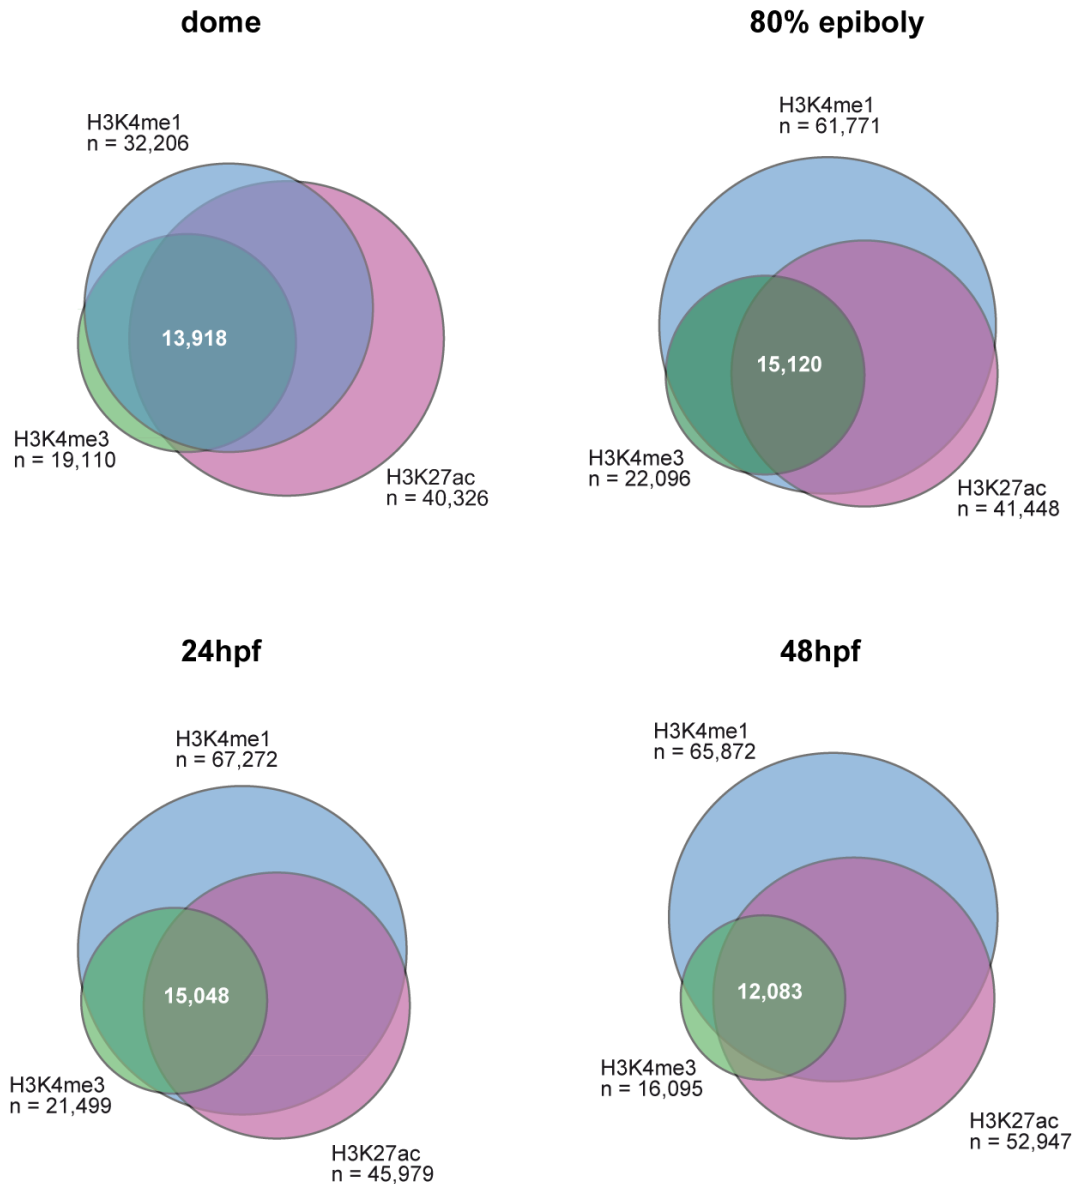 dome
H3K4me1
n = 32,206
13,918
H3K4me3
n = 19,110
H3K27ac
n = 40,326
80% epiboly
H3K4me1
n = 61,771
15,120
H3K4me3
n = 22,096
H3K27ac
n = 41,448
24hpf
H3K4me1
n = 67,272
15,048
H3K4me3
n = 21,499
H3K27ac
n = 45,979
48hpf
H3K4me1
n = 65,872
12,083
H3K4me3
n = 16,095
H3K27ac
n = 52,947